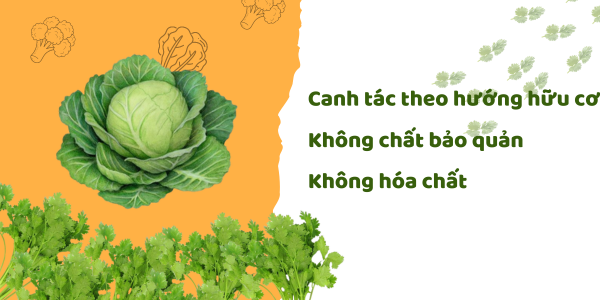 Canh tác theo hướng hữu cơ
Không chất bảo quản
Không hóa chất